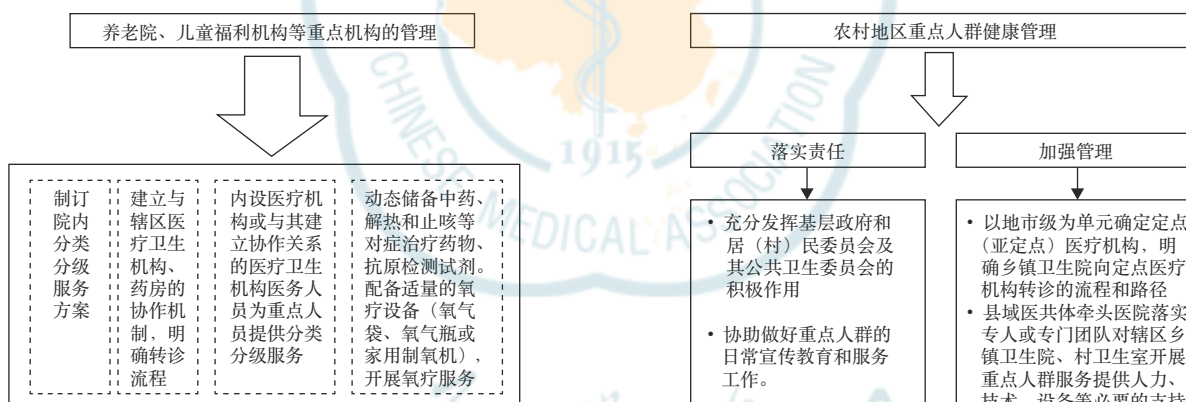 养老院、儿童福利机构等重点机构的管理
制订
院内
分类
分级
服务
方案
建立与
辖区医
疗卫生
机构、
药房的
协作机
制，明
确转诊
流程
内设医疗机
构或与其建
立协作关系
的医疗卫生
机构医务人
员为重点人
员提供分类
分级服务
动态储备中药、
解热和止咳等
对症治疗药物、
抗原检测试剂。
配备适量的氧
疗设备（氧气
袋、氧气瓶或
家用制氧机），
开展氧疗服务
农村地区重点人群健康管理
落实责任
• 充分发挥基层政府和
居（村）民委员会及
其公共卫生委员会的
积极作用
• 协助做好重点人群的
日常宣传教育和服务
工作。
加强管理
• 以地市级为单元确定定点
（亚定点）医疗机构，明
确乡镇卫生院向定点医疗
机构转诊的流程和路径
• 县域医共体牵头医院落实
专人或专门团队对辖区乡
镇卫生院、村卫生室开展
重点人群服务提供人力、
技术、设备等必要的支持
CHINESE MEDICAL ASSOCIATION
1915